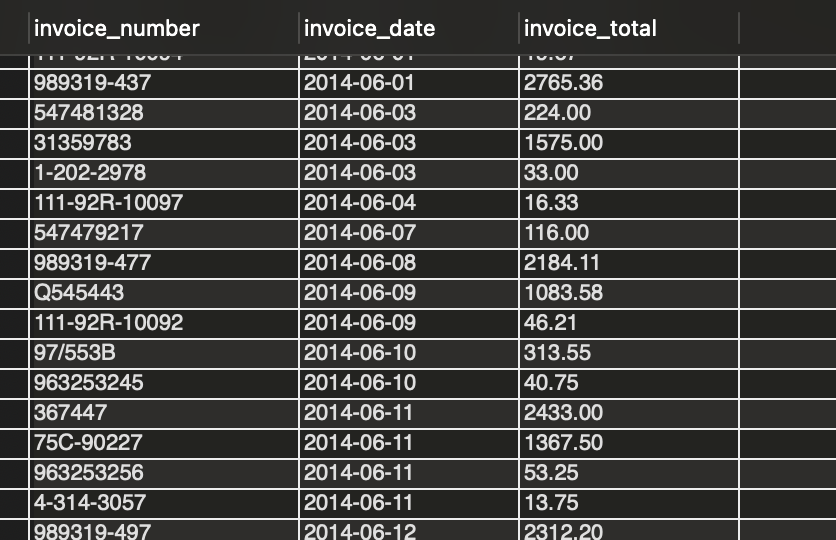 invoice_number invoice_date invoice_total
989319-437 2014-06-01 2765.36
547481328 2014-06-03 224.00
31359783 2014-06-03 1575.00
1-202-2978 2014-06-03 33.00
111-92R-10097 2014-06-04 16.33
547479217 2014-06-07 116.00
989319-477 2014-06-08 2184.11
Q545443 2014-06-09 1083.58
111-92R-10092 2014-06-09 46.21
97/553B 2014-06-10 313.55
963253245 2014-06-10 40.75
367447 2014-06-11 2433.00
75C-90227 2014-06-11 1367.50
963253256 2014-06-11 53.25
4-314-3057 2014-06-11 13.75
989319-497 2014-06-12 2312.20